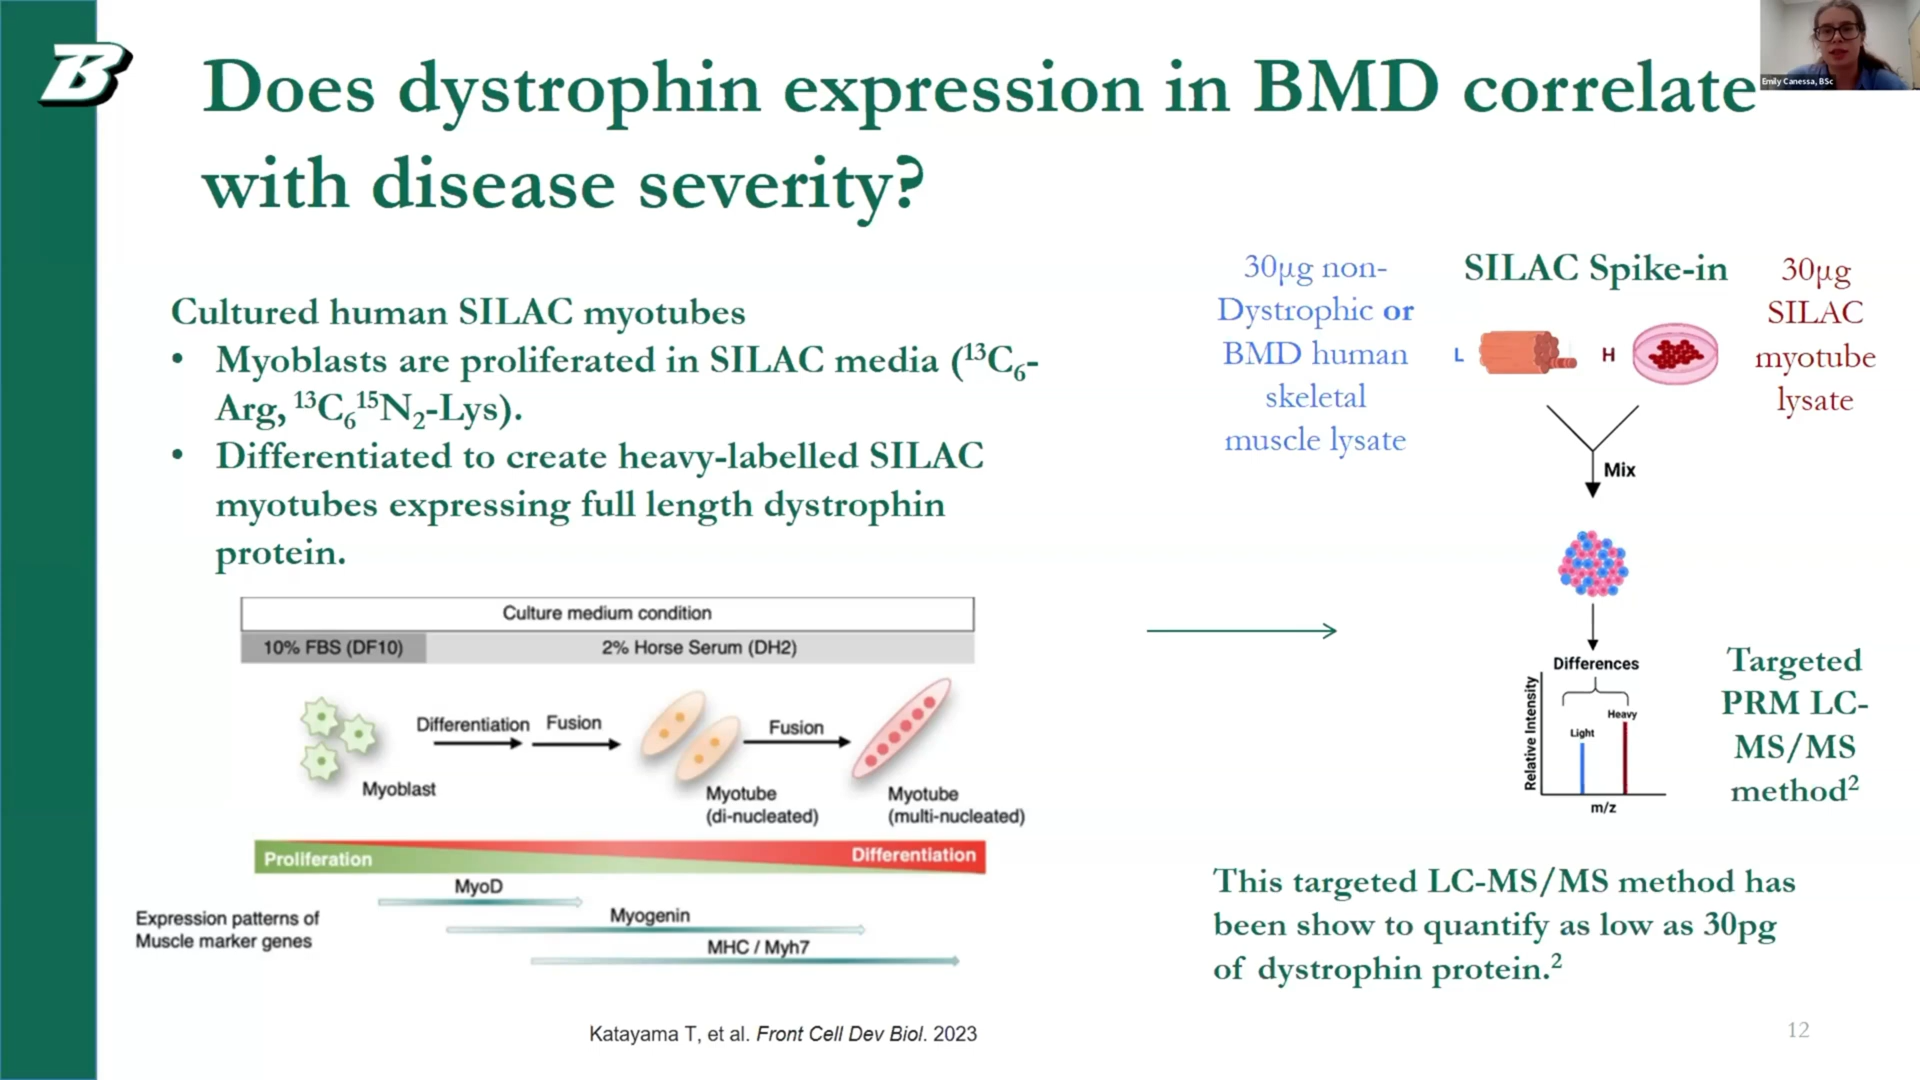 B
Does dystrophin expression in BMD correlate
with disease severity?
Emily Canessa, BSc
Cultured human SILAC myotubes
• Myoblasts are proliferated in SILAC media (¹³C₆-
Arg, ¹³C₆¹⁵N₂-Lys).
• Differentiated to create heavy-labelled SILAC
myotubes expressing full length dystrophin
protein.
Culture medium condition
10% FBS (DF10)
2% Horse Serum (DH2)
Differentiation
Fusion
Fusion
Myoblast
Myotube
(di-nucleated)
Myotube
(multi-nucleated)
Proliferation
Differentiation
MyoD
Expression patterns of
Muscle marker genes
Myogenin
MHC / Myh7
Katayama T, et al. Front Cell Dev Biol. 2023
30µg non-
Dystrophic or
BMD human
skeletal
muscle lysate
SILAC Spike-in
L
H
30µg
SILAC
myotube
lysate
Mix
Differences
Relative Intensity
Light
Heavy
m/z
Targeted
PRM LC-
MS/MS
method²
This targeted LC-MS/MS method has
been show to quantify as low as 30pg
of dystrophin protein.²
12